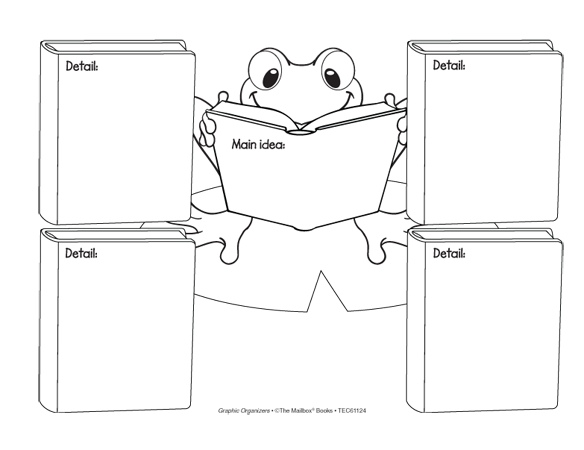 Detail:
Detail:
Main idea:
Detail:
Detail:
Graphic Organizers • ©The Mailbox® Books • TEC61124